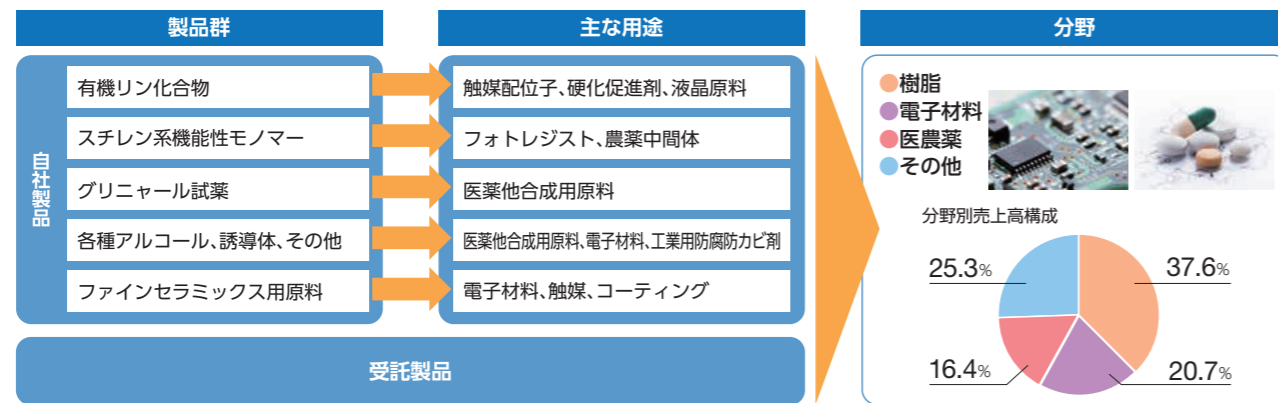 製品群
主な用途
分野
自社製品
有機リン化合物
触媒配位子、硬化促進剤、液晶原料
スチレン系機能性モノマー
フォトレジスト、農薬中間体
グリニャール試薬
医薬他合成用原料
各種アルコール、誘導体、その他
医薬他合成用原料、電子材料、工業用防腐防カビ剤
ファインセラミックス用原料
電子材料、触媒、コーティング
受託製品
樹脂
電子材料
医農薬
その他
分野別売上高構成
25.3%
37.6%
16.4%
20.7%